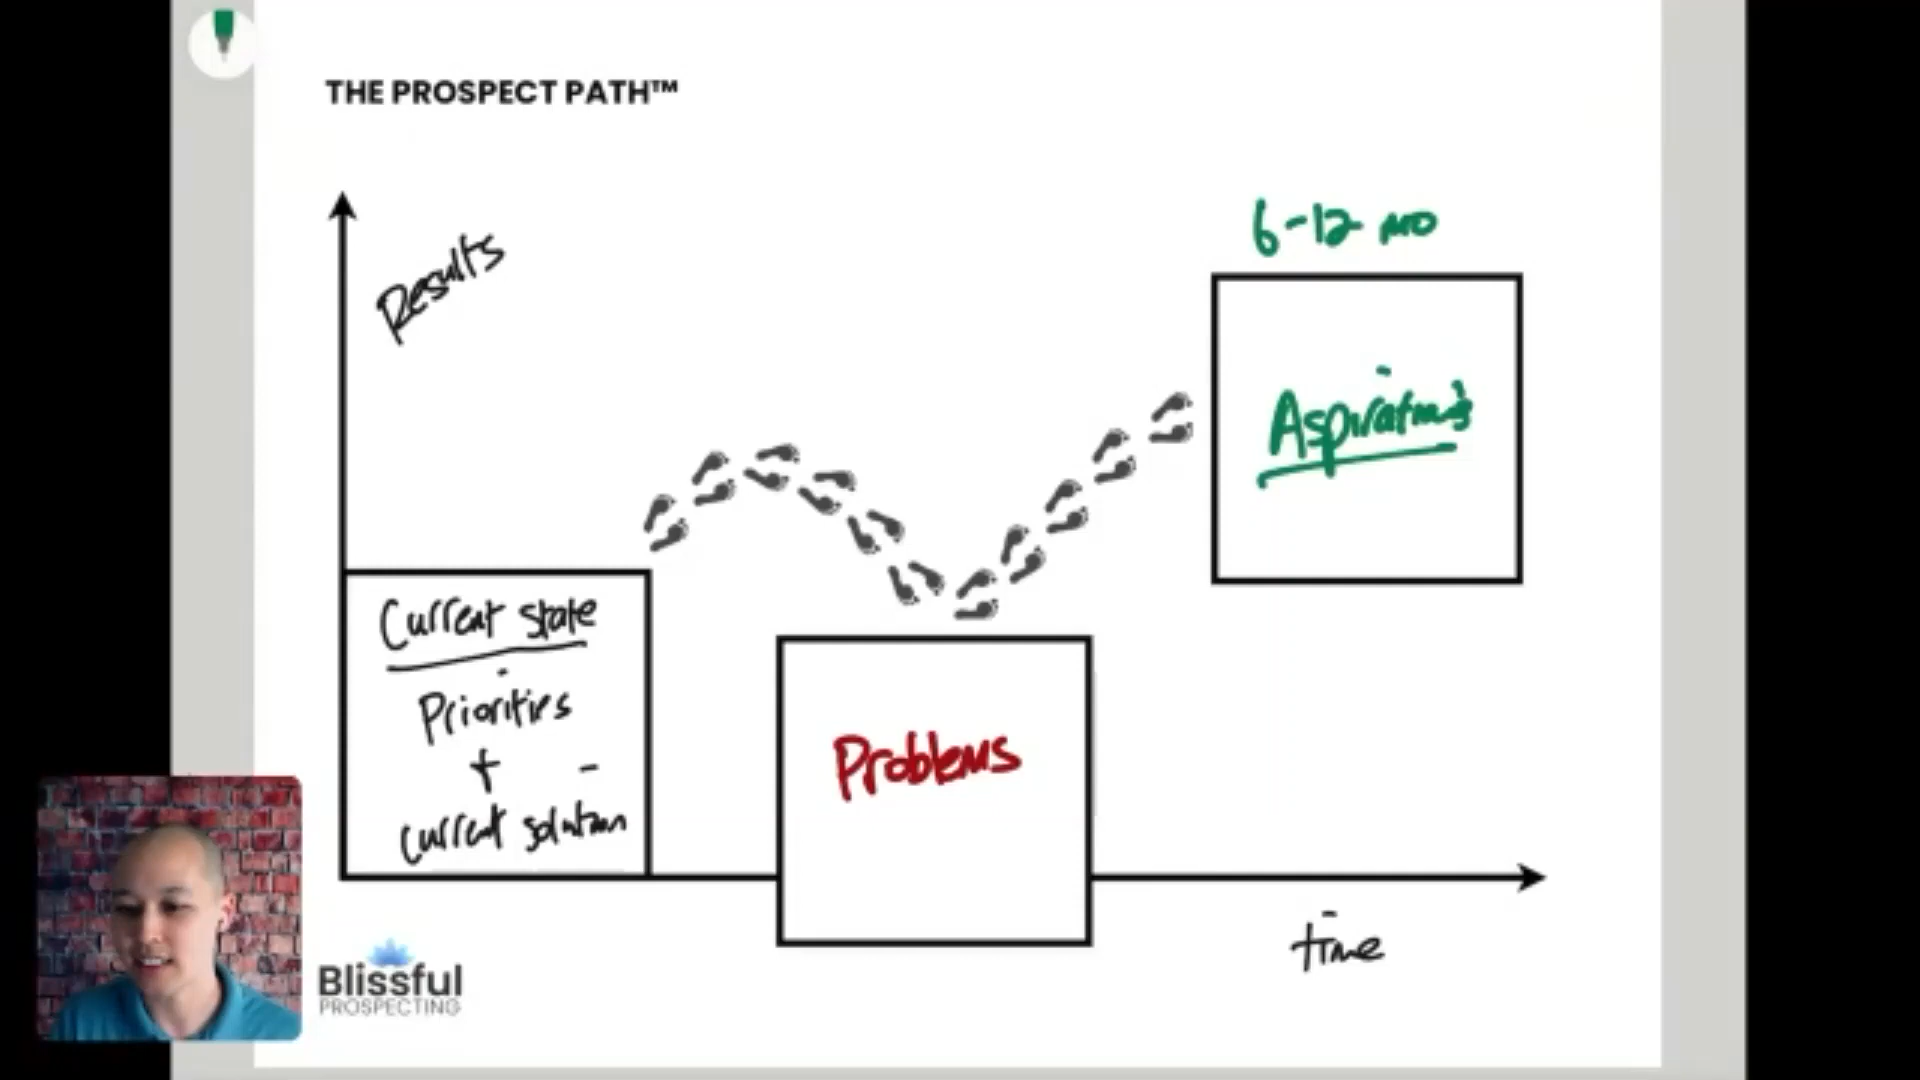 THE PROSPECT PATH™
Results
6-12 mo
Aspirations
Current state
Priorities
+
Current solution
Problems
time
Blissful
PROSPECTING